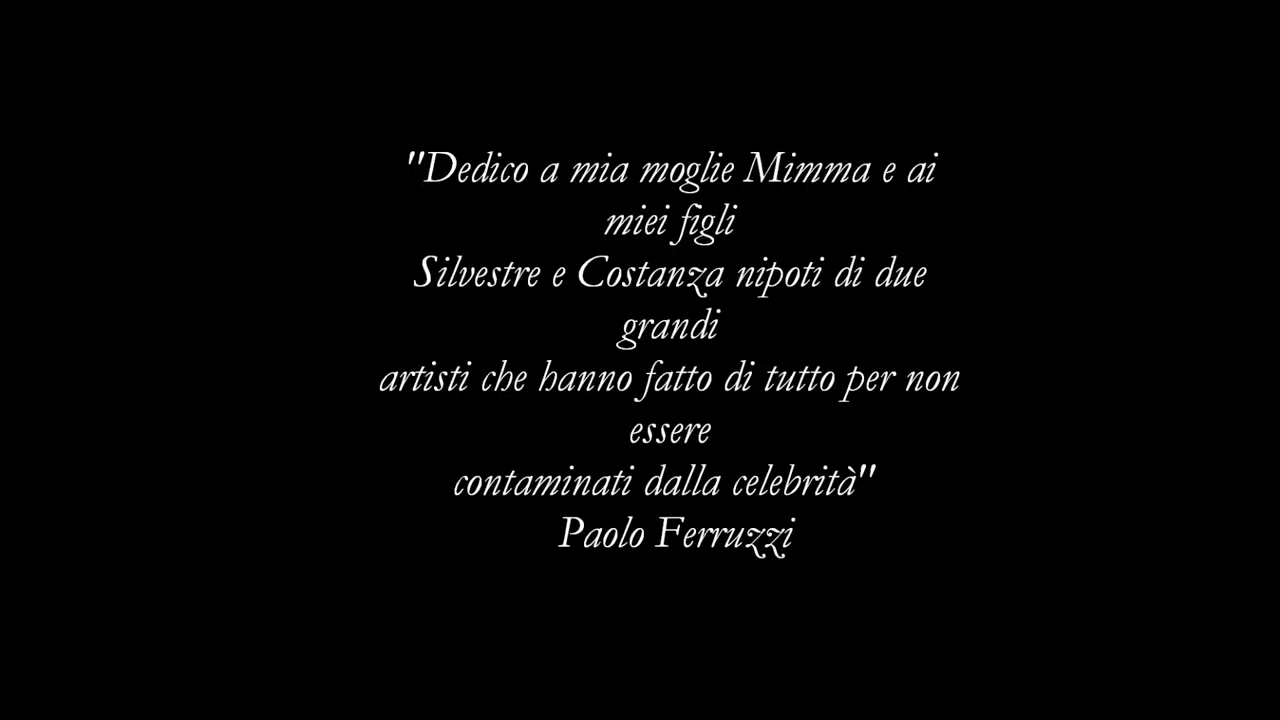 "Dedico a mia moglie Mimma e ai
miei figli
Silvestre e Costanza nipoti di due
grandi
artisti che hanno fatto di tutto per non
essere
contaminati dalla celebrità"
Paolo Ferruzzi